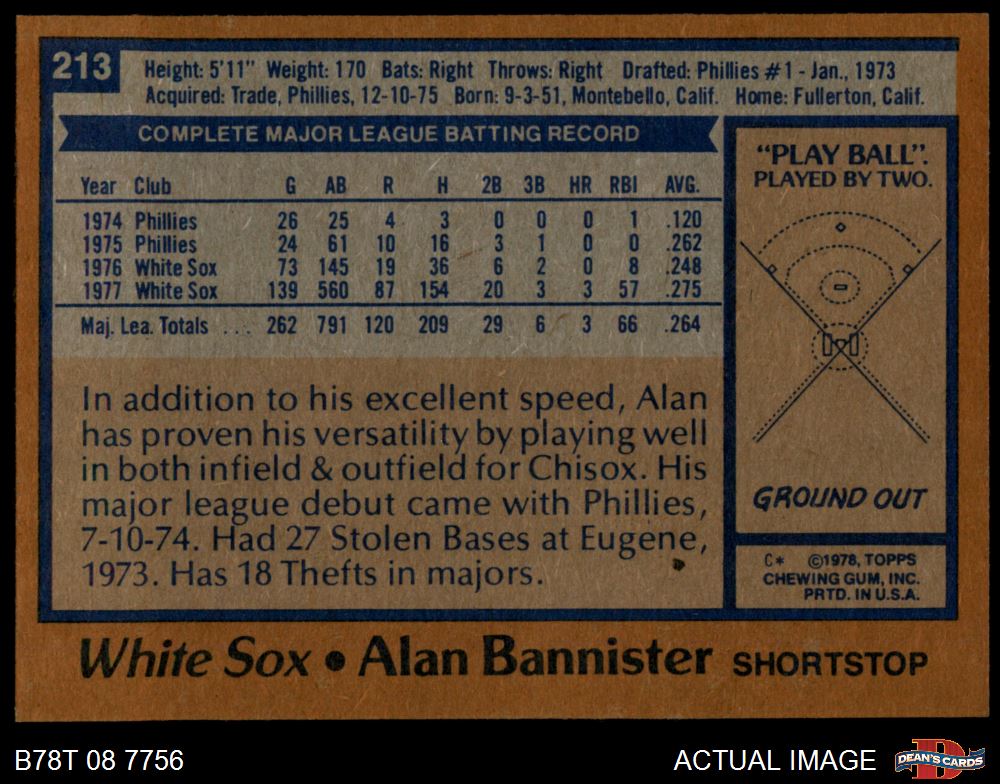 213
Height: 5'11" Weight: 170 Bats: Right Throws: Right Drafted: Phillies #1 - Jan., 1973
Acquired: Trade, Phillies, 12-10-75 Born: 9-3-51, Montebello, Calif. Home: Fullerton, Calif.
COMPLETE MAJOR LEAGUE BATTING RECORD
Year Club G AB R H 2B 3B HR RBI AVG.
1974 Phillies 26 25 4 3 0 0 0 1 .120
1975 Phillies 24 61 10 16 3 1 0 0 .262
1976 White Sox 73 145 19 36 6 2 0 8 .248
1977 White Sox 139 560 87 154 20 3 3 57 .275
Maj. Lea. Totals ... 262 791 120 209 29 6 3 66 .264
In addition to his excellent speed, Alan
has proven his versatility by playing well
in both infield & outfield for Chisox. His
major league debut came with Phillies,
7-10-74. Had 27 Stolen Bases at Eugene,
1973. Has 18 Thefts in majors.
"PLAY BALL".
PLAYED BY TWO.
GROUND OUT
C* ©1978, TOPPS
CHEWING GUM, INC.
PRTD. IN U.S.A.
White Sox • Alan Bannister SHORTSTOP
B78T 08 7756
ACTUAL IMAGE
D
DEAN'S CARDS